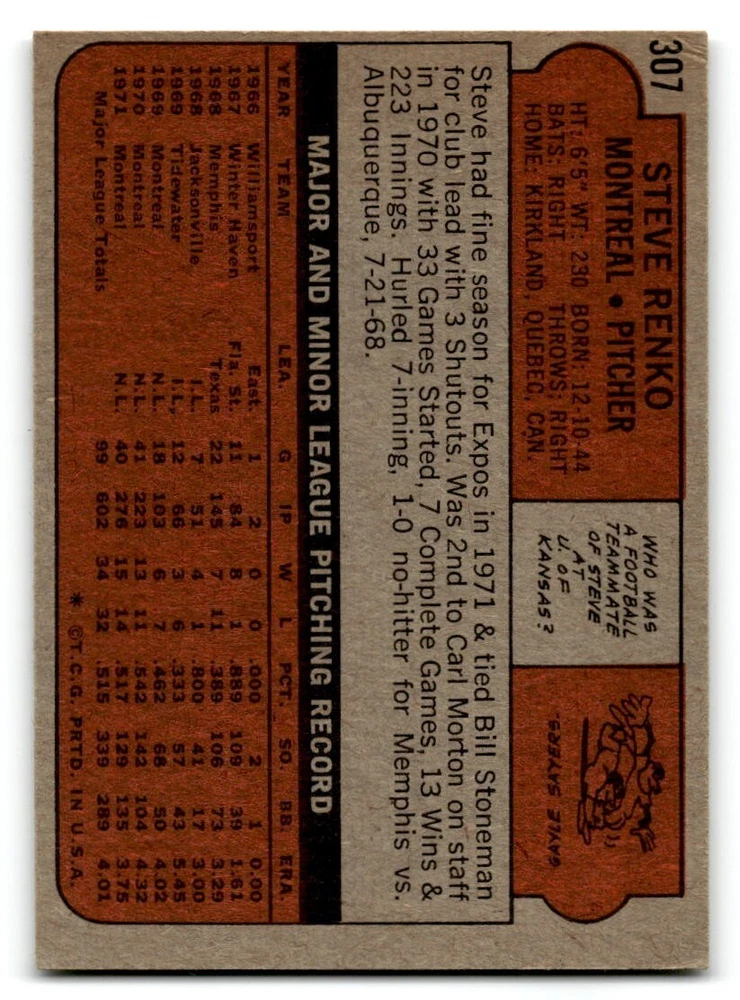 307
STEVE RENKO
MONTREAL • PITCHER
HT: 6'5" WT: 230 BORN: 12-10-44
BATS: RIGHT THROWS: RIGHT
HOME: KIRKLAND, QUEBEC, CAN.
WHO WAS
A FOOTBALL
TEAMMATE
OF STEVE
AT
U. OF
KANSAS?
GAYLE SAYERS.
Steve had fine season for Expos in 1971 & tied Bill Stoneman
for club lead with 3 Shutouts. Was 2nd to Carl Morton on staff
in 1970 with 33 Games Started, 7 Complete Games, 13 Wins &
223 Innings. Hurled 7-inning, 1-0 no-hitter for Memphis vs.
Albuquerque, 7-21-68.
MAJOR AND MINOR LEAGUE PITCHING RECORD
YEAR TEAM LEA. G IP W L PCT. SO. BB. ERA.
1966 Williamsport East. 1 2 0 0 .000 2 1 0.00
1967 Winter Haven Fla. St. 11 84 8 1 .889 109 39 1.61
1968 Memphis Texas 22 145 7 11 .389 106 73 3.29
1968 Jacksonville I.L. 7 51 4 1 .800 41 17 3.00
1969 Tidewater I.L. 12 66 3 6 .333 57 43 5.45
1969 Montreal N.L. 18 103 6 7 .462 68 50 4.02
1970 Montreal N.L. 41 223 13 11 .542 142 104 4.32
1971 Montreal N.L. 40 276 15 14 .517 129 135 3.75
Major League Totals 99 602 34 32 .515 339 289 4.01
* ©T.C.G. PRTD. IN U.S.A.